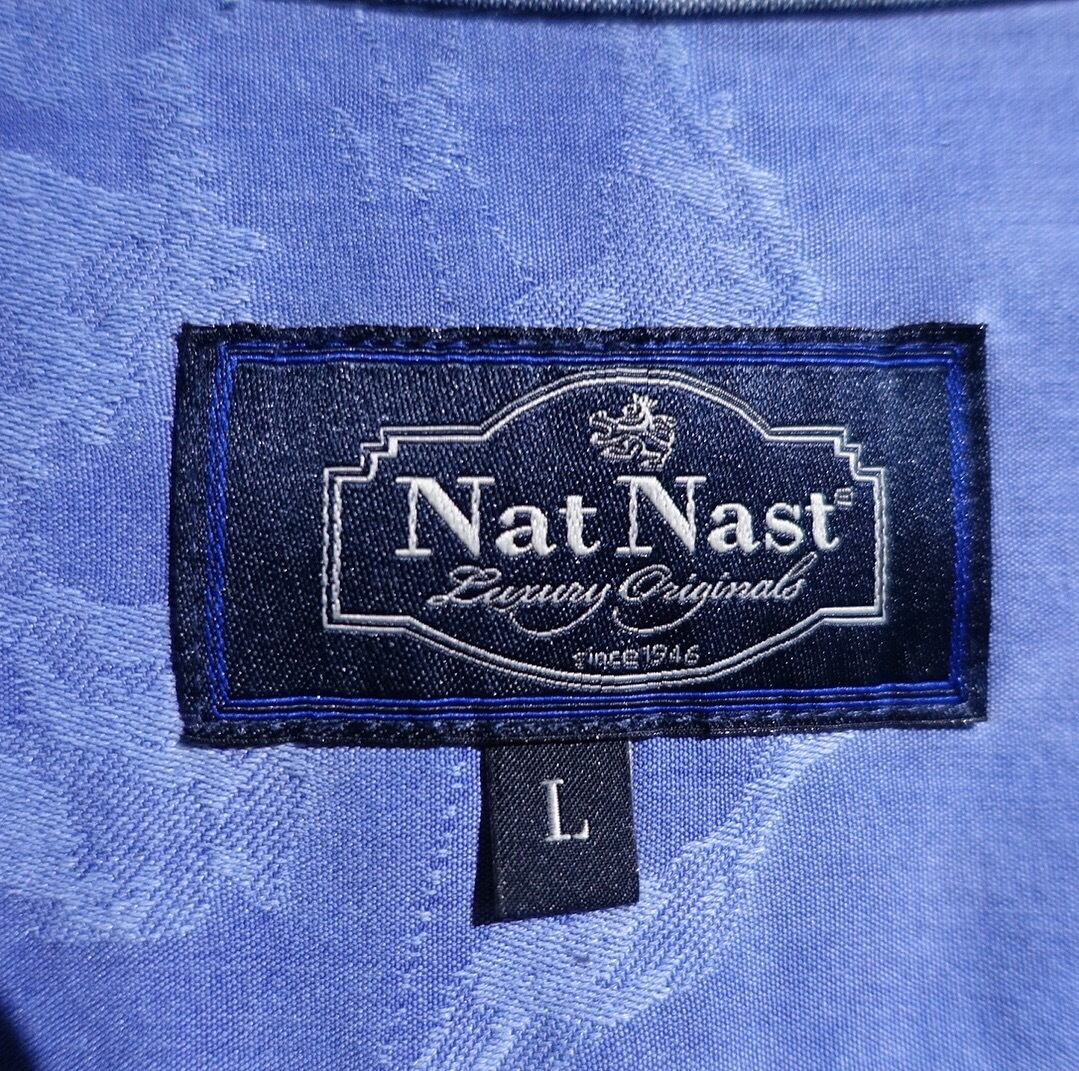 Nat Nast®
Luxury Originals
since 1946
L